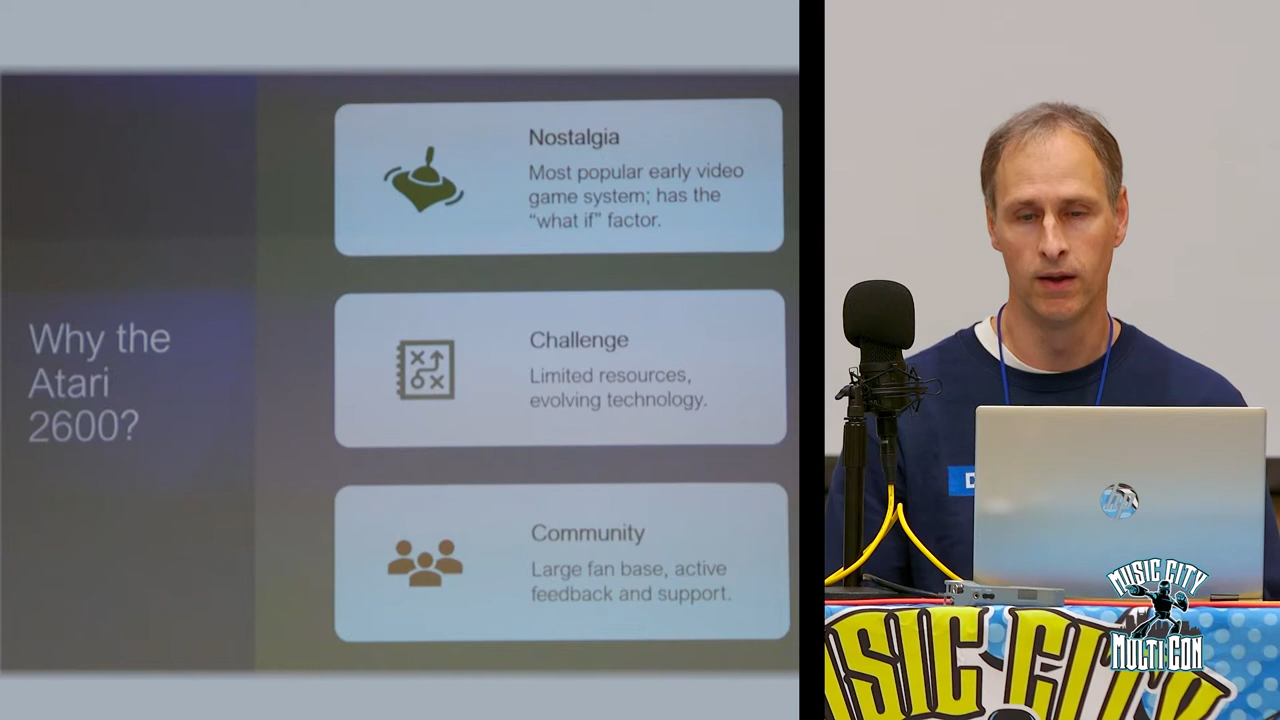 Why the
Atari
2600?
Nostalgia
Most popular early video
game system; has the
“what if” factor.
Challenge
Limited resources,
evolving technology.
Community
Large fan base, active
feedback and support.
hp
MUSIC CITY
MULTI CON